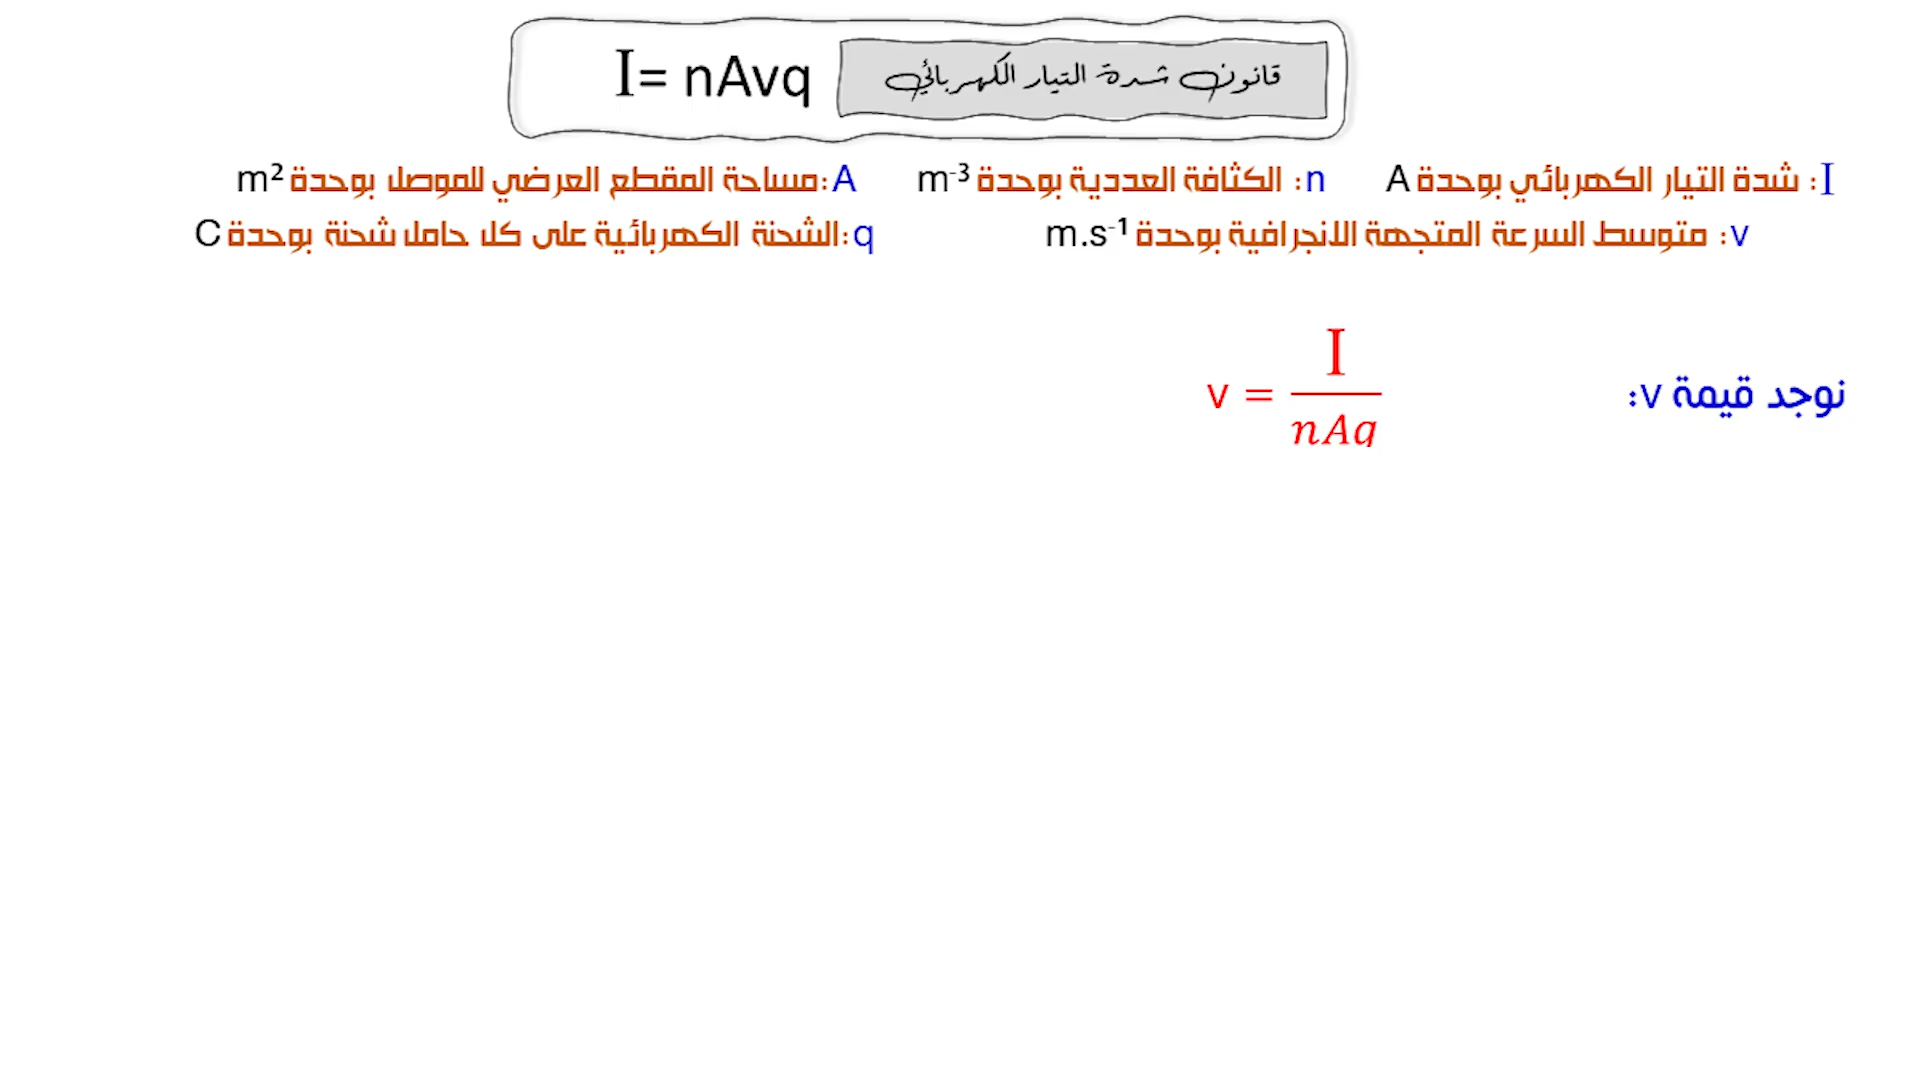 قانون شدة التيار الكهربائي I= nAvq
I: شدة التيار الكهربائي بوحدة A n: الكثافة العددية بوحدة m⁻³ A:مساحة المقطع العرضي للموصل بوحدة m²
v: متوسط السرعة المتجهة الانجرافية بوحدة m.s⁻¹ q:الشحنة الكهربائية على كل حامل شحنة بوحدة C
نوجد قيمة v: v = I / nAq